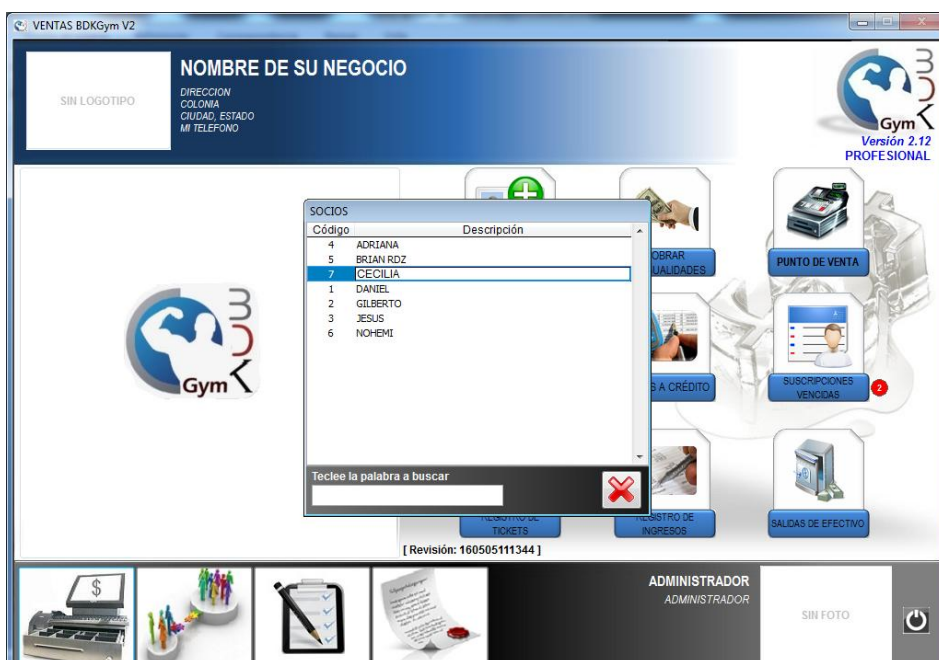 VENTAS BDKGym V2
SIN LOGOTIPO
NOMBRE DE SU NEGOCIO
DIRECCION
COLONIA
CIUDAD, ESTADO
MI TELEFONO
BDK
Gym
Versión 2.12
PROFESIONAL
BDK
Gym
SOCIOS
Código Descripción
4 ADRIANA
5 BRIAN RDZ
7 CECILIA
1 DANIEL
2 GILBERTO
3 JESUS
6 NOHEMI
Teclee la palabra a buscar
PUNTO DE VENTA
A CRÉDITO
SUSCRIPCIONES
VENCIDAS
2
REGISTRO DE
TICKETS
REGISTRO DE
INGRESOS
SALIDAS DE EFECTIVO
[ Revisión: 160505111344 ]
$
ADMINISTRADOR
ADMINISTRADOR
SIN FOTO